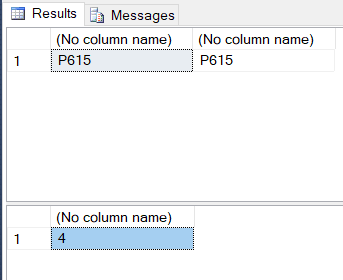 Results Messages
(No column name) (No column name)
1 P615 P615
(No column name)
1 4